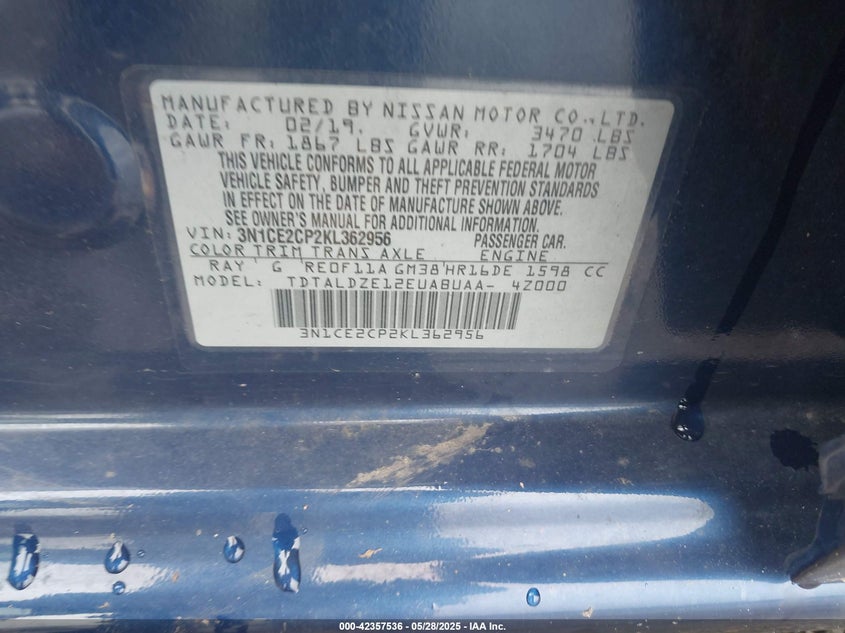 MANUFACTURED BY NISSAN MOTOR CO.,LTD.
DATE: 02/19. GVWR: 3470 LBS
GAWR FR: 1867 LBS GAWR RR: 1704 LBS
THIS VEHICLE CONFORMS TO ALL APPLICABLE FEDERAL MOTOR
VEHICLE SAFETY, BUMPER AND THEFT PREVENTION STANDARDS
IN EFFECT ON THE DATE OF MANUFACTURE SHOWN ABOVE.
SEE OWNER'S MANUAL FOR ADDITIONAL INFORMATION.
VIN: 3N1CE2CP2KL362956 PASSENGER CAR.
COLOR TRIM TRANS AXLE ENGINE
RAY G RE0F11A GM38 HR16DE 1598 CC
MODEL: TDTALDZE12EUABUAA- 4Z000
3N1CE2CP2KL362956
000-42357536 - 05/28/2025 - IAA Inc.